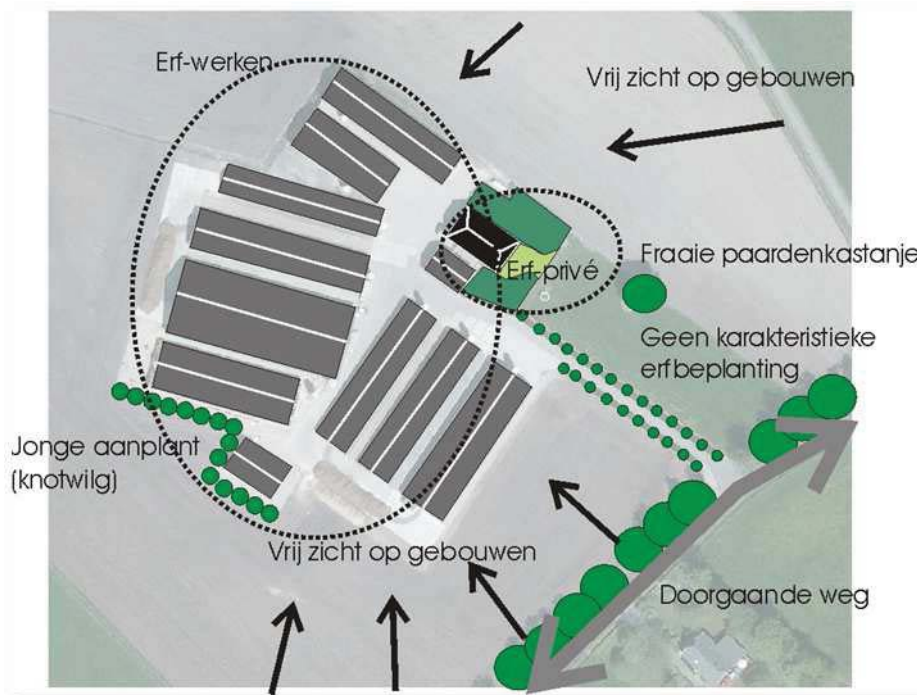 Erf-werken
Vrij zicht op gebouwen
Erf-privé
Fraaie paardenkastanje
Geen karakteristieke
erfbeplanting
Jonge aanplant
(knotwilg)
Vrij zicht op gebouwen
Doorgaande weg